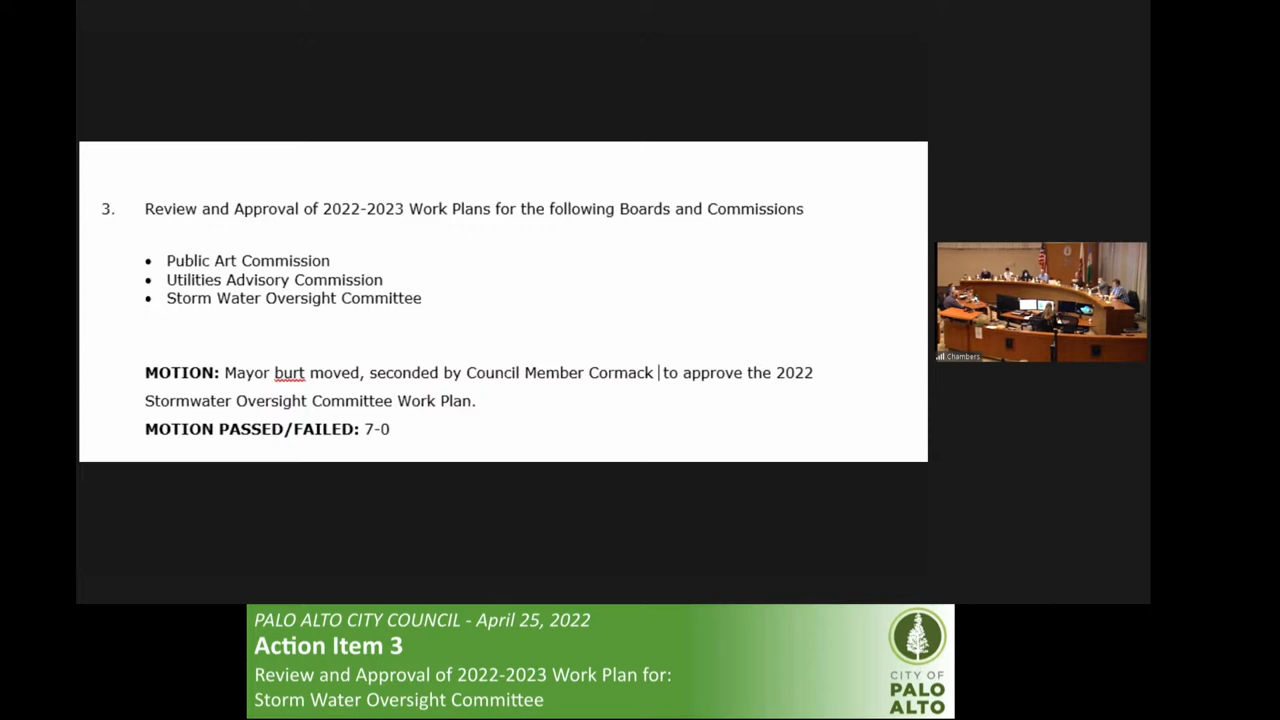 3. Review and Approval of 2022-2023 Work Plans for the following Boards and Commissions
• Public Art Commission
• Utilities Advisory Commission
• Storm Water Oversight Committee
MOTION: Mayor burt moved, seconded by Council Member Cormack to approve the 2022
Stormwater Oversight Committee Work Plan.
MOTION PASSED/FAILED: 7-0
Chambers
PALO ALTO CITY COUNCIL - April 25, 2022
Action Item 3
Review and Approval of 2022-2023 Work Plan for:
Storm Water Oversight Committee
CITY OF
PALO
ALTO